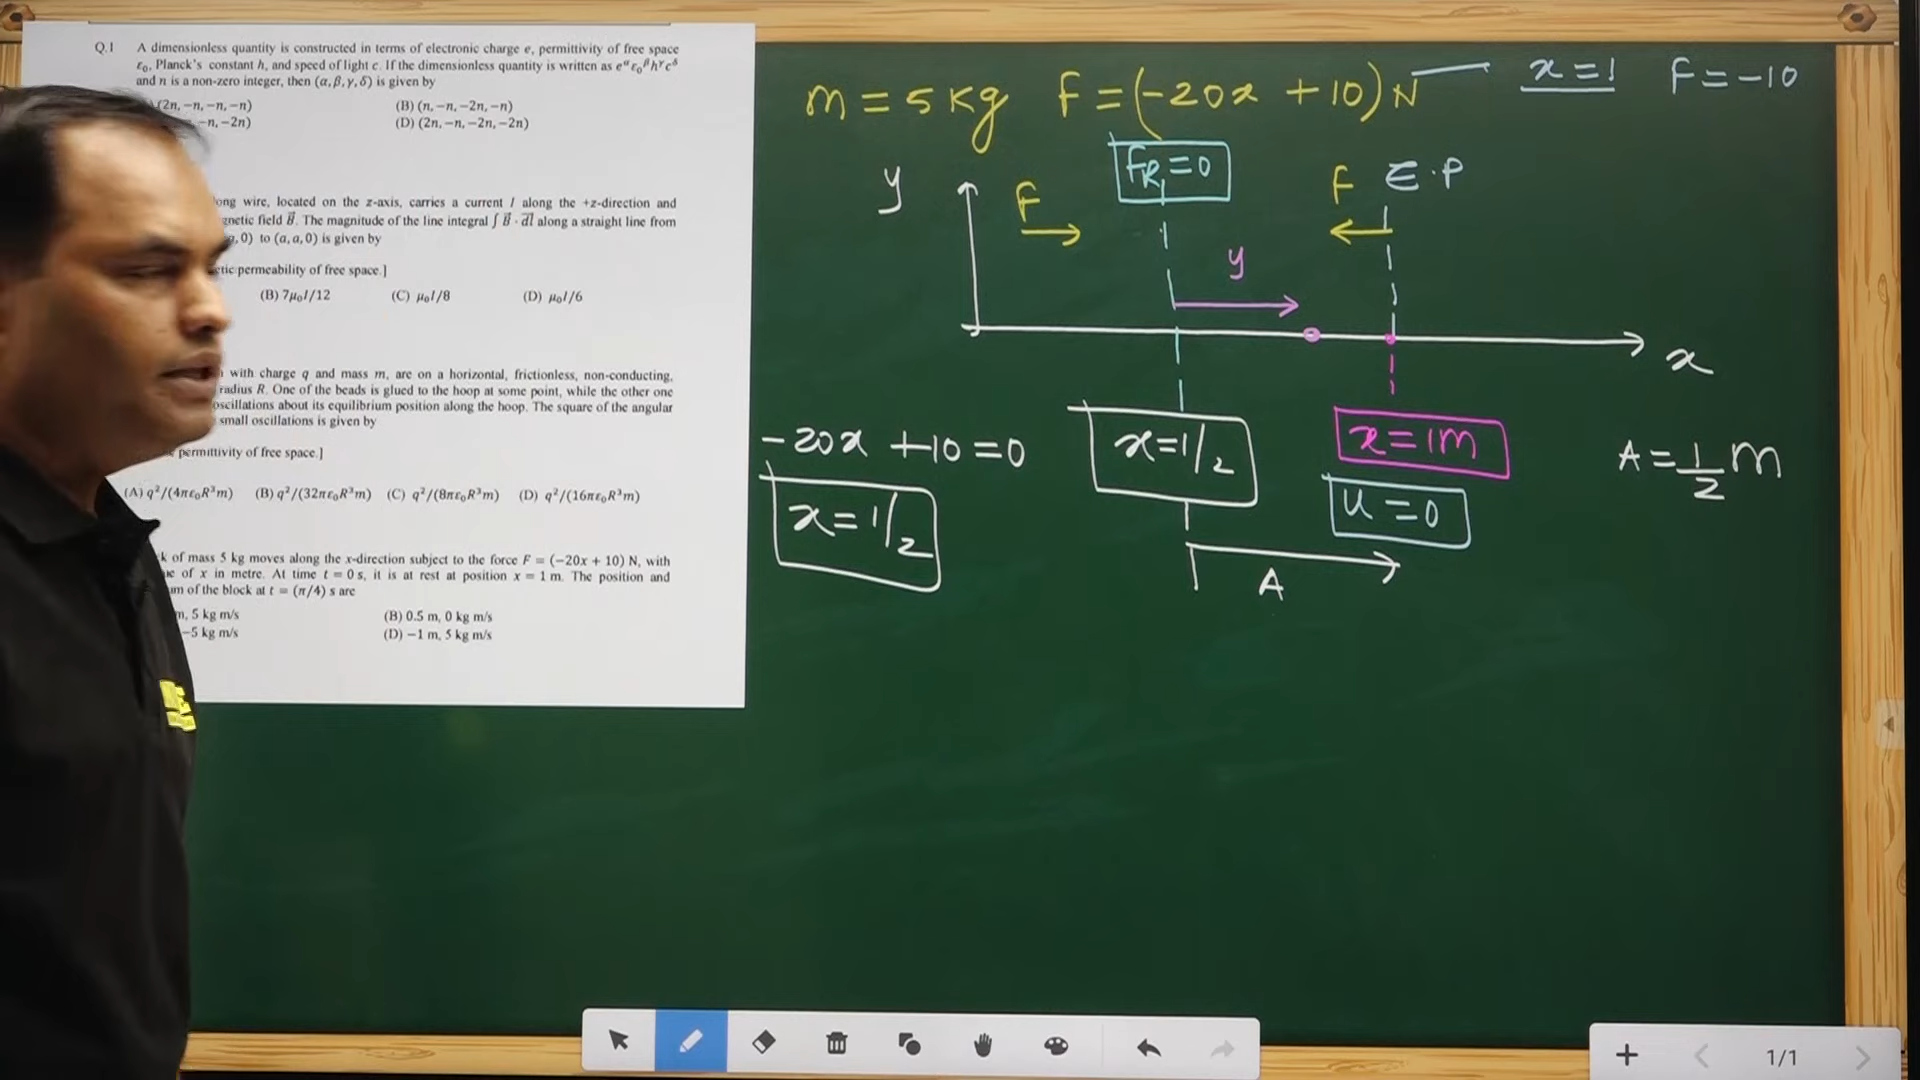 Q.1 A dimensionless quantity is constructed in terms of electronic charge e, permittivity of free space
ε₀, Planck's constant h, and speed of light c. If the dimensionless quantity is written as e^α ε₀^β h^γ c^δ
and n is a non-zero integer, then (α, β, γ, δ) is given by
(2n, −n, −n, −n)
(B) (n, −n, −2n, −n)
−n, −2n)
(D) (2n, −n, −2n, −2n)
ong wire, located on the z-axis, carries a current I along the +z-direction and
gnetic field B⃗. The magnitude of the line integral ∫ B⃗ · dl⃗ along a straight line from
, 0) to (a, a, 0) is given by
etic permeability of free space.]
(B) 7μ₀I/12 (C) μ₀I/8 (D) μ₀I/6
with charge q and mass m, are on a horizontal, frictionless, non-conducting,
radius R. One of the beads is glued to the hoop at some point, while the other one
oscillations about its equilibrium position along the hoop. The square of the angular
small oscillations is given by
permittivity of free space.]
(A) q²/(4πε₀R³m) (B) q²/(32πε₀R³m) (C) q²/(8πε₀R³m) (D) q²/(16πε₀R³m)
k of mass 5 kg moves along the x-direction subject to the force F = (−20x + 10) N, with
e of x in metre. At time t = 0 s, it is at rest at position x = 1 m. The position and
um of the block at t = (π/4) s are
m, 5 kg m/s
(B) 0.5 m, 0 kg m/s
−5 kg m/s
(D) −1 m, 5 kg m/s
m = 5 kg F = (-20x + 10) N x = 1 F = -10
F_R = 0
y F F E.P
y
x
-20x + 10 = 0 x = 1/2 x = 1m A = 1/2 m
x = 1/2 u = 0
A
1/1